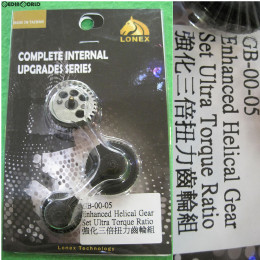 MADE IN TAIWAN
LONEX
COMPLETE INTERNAL
UPGRADES SERIES
GB-00-05
Enhanced Helical Gear
Set Ultra Torque Ratio
強化三倍扭力齒輪組
Lonex Technology
GB-00-05
Enhanced Helical Gear
Set Ultra Torque Ratio
強化三倍扭力齒輪組